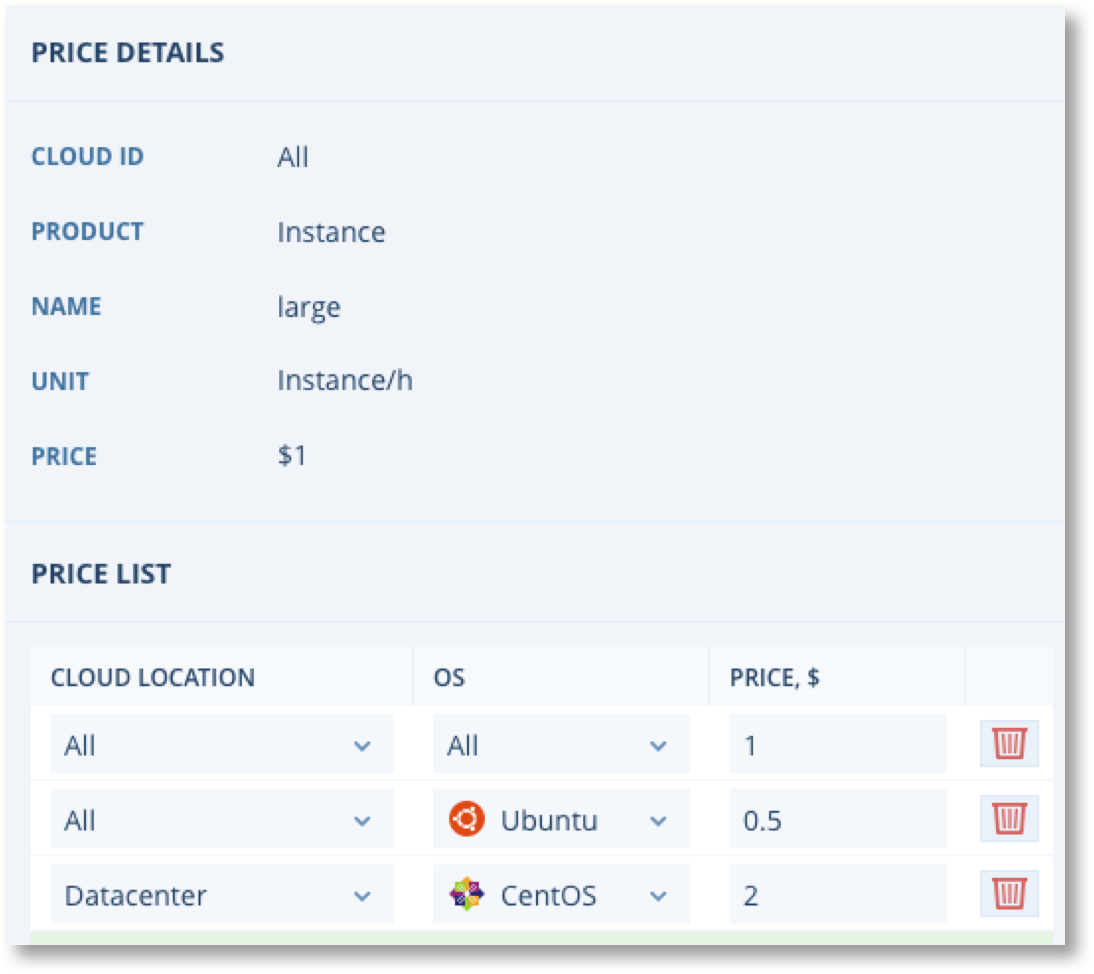 PRICE DETAILS
CLOUD ID All
PRODUCT Instance
NAME large
UNIT Instance/h
PRICE $1
PRICE LIST
CLOUD LOCATION OS PRICE, $
All All 1
All Ubuntu 0.5
Datacenter CentOS 2